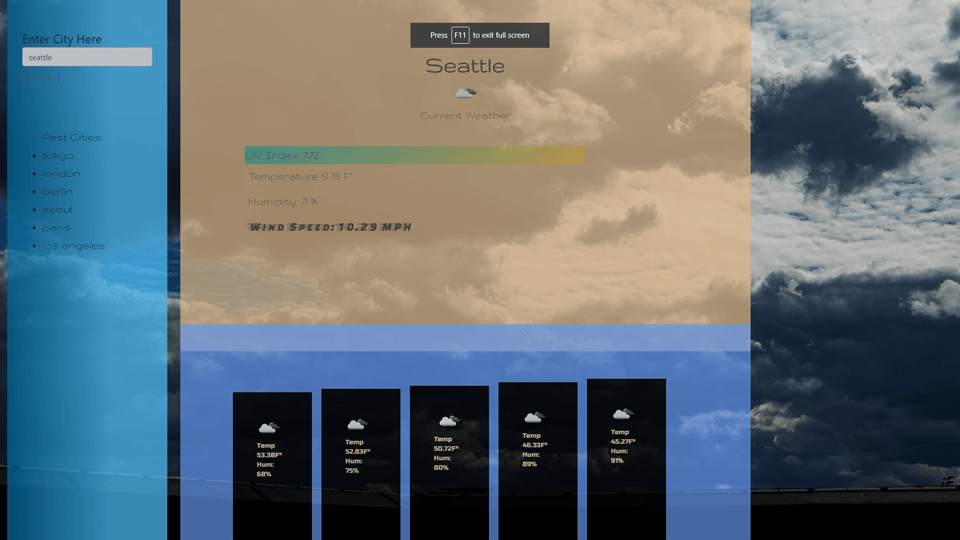 Press F11 to exit full screen
Enter City Here
seattle
Past Cities
tokyo
london
berlin
seoul
paris
los angeles
Seattle
Current Weather
UV Index: 7.72
Temperature 51.78 F°
Humidity: 71 %
Wind Speed: 10.29 MPH
Temp
53.38F°
Hum:
68%
Temp
52.83F°
Hum:
75%
Temp
50.72F°
Hum:
80%
Temp
46.33F°
Hum:
89%
Temp
45.27F°
Hum:
91%